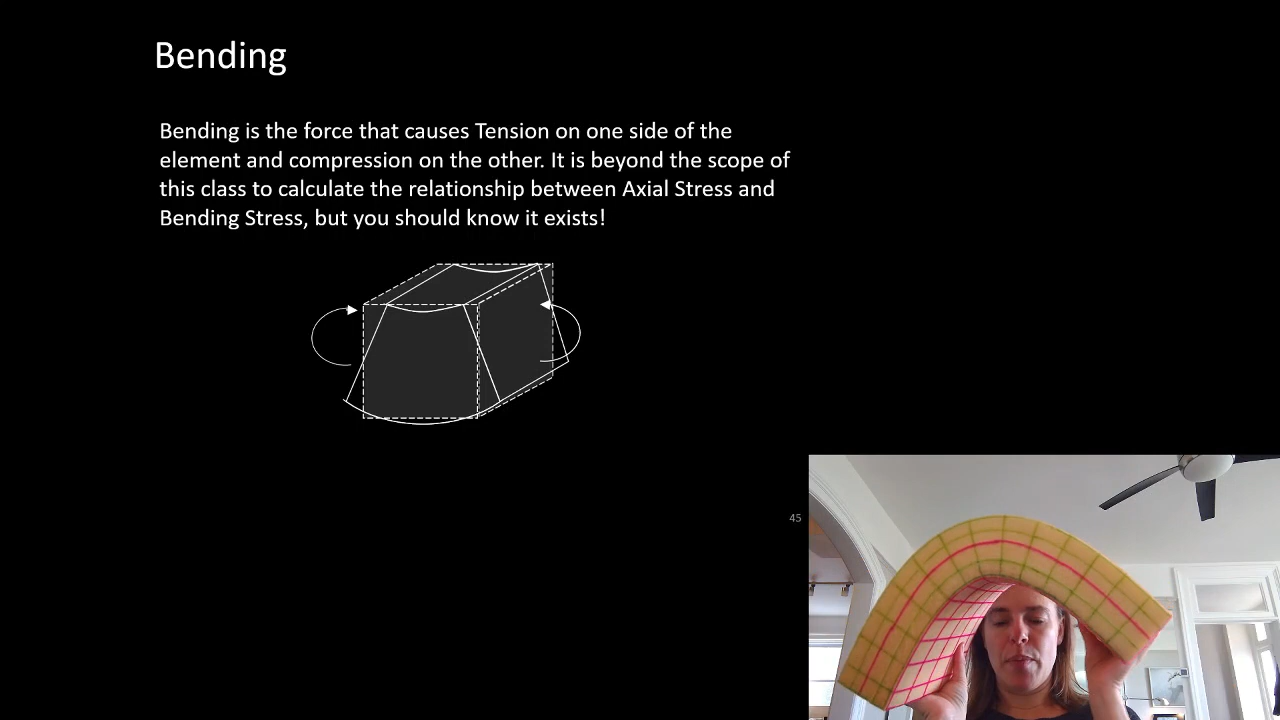 Bending
Bending is the force that causes Tension on one side of the
element and compression on the other. It is beyond the scope of
this class to calculate the relationship between Axial Stress and
Bending Stress, but you should know it exists!
45